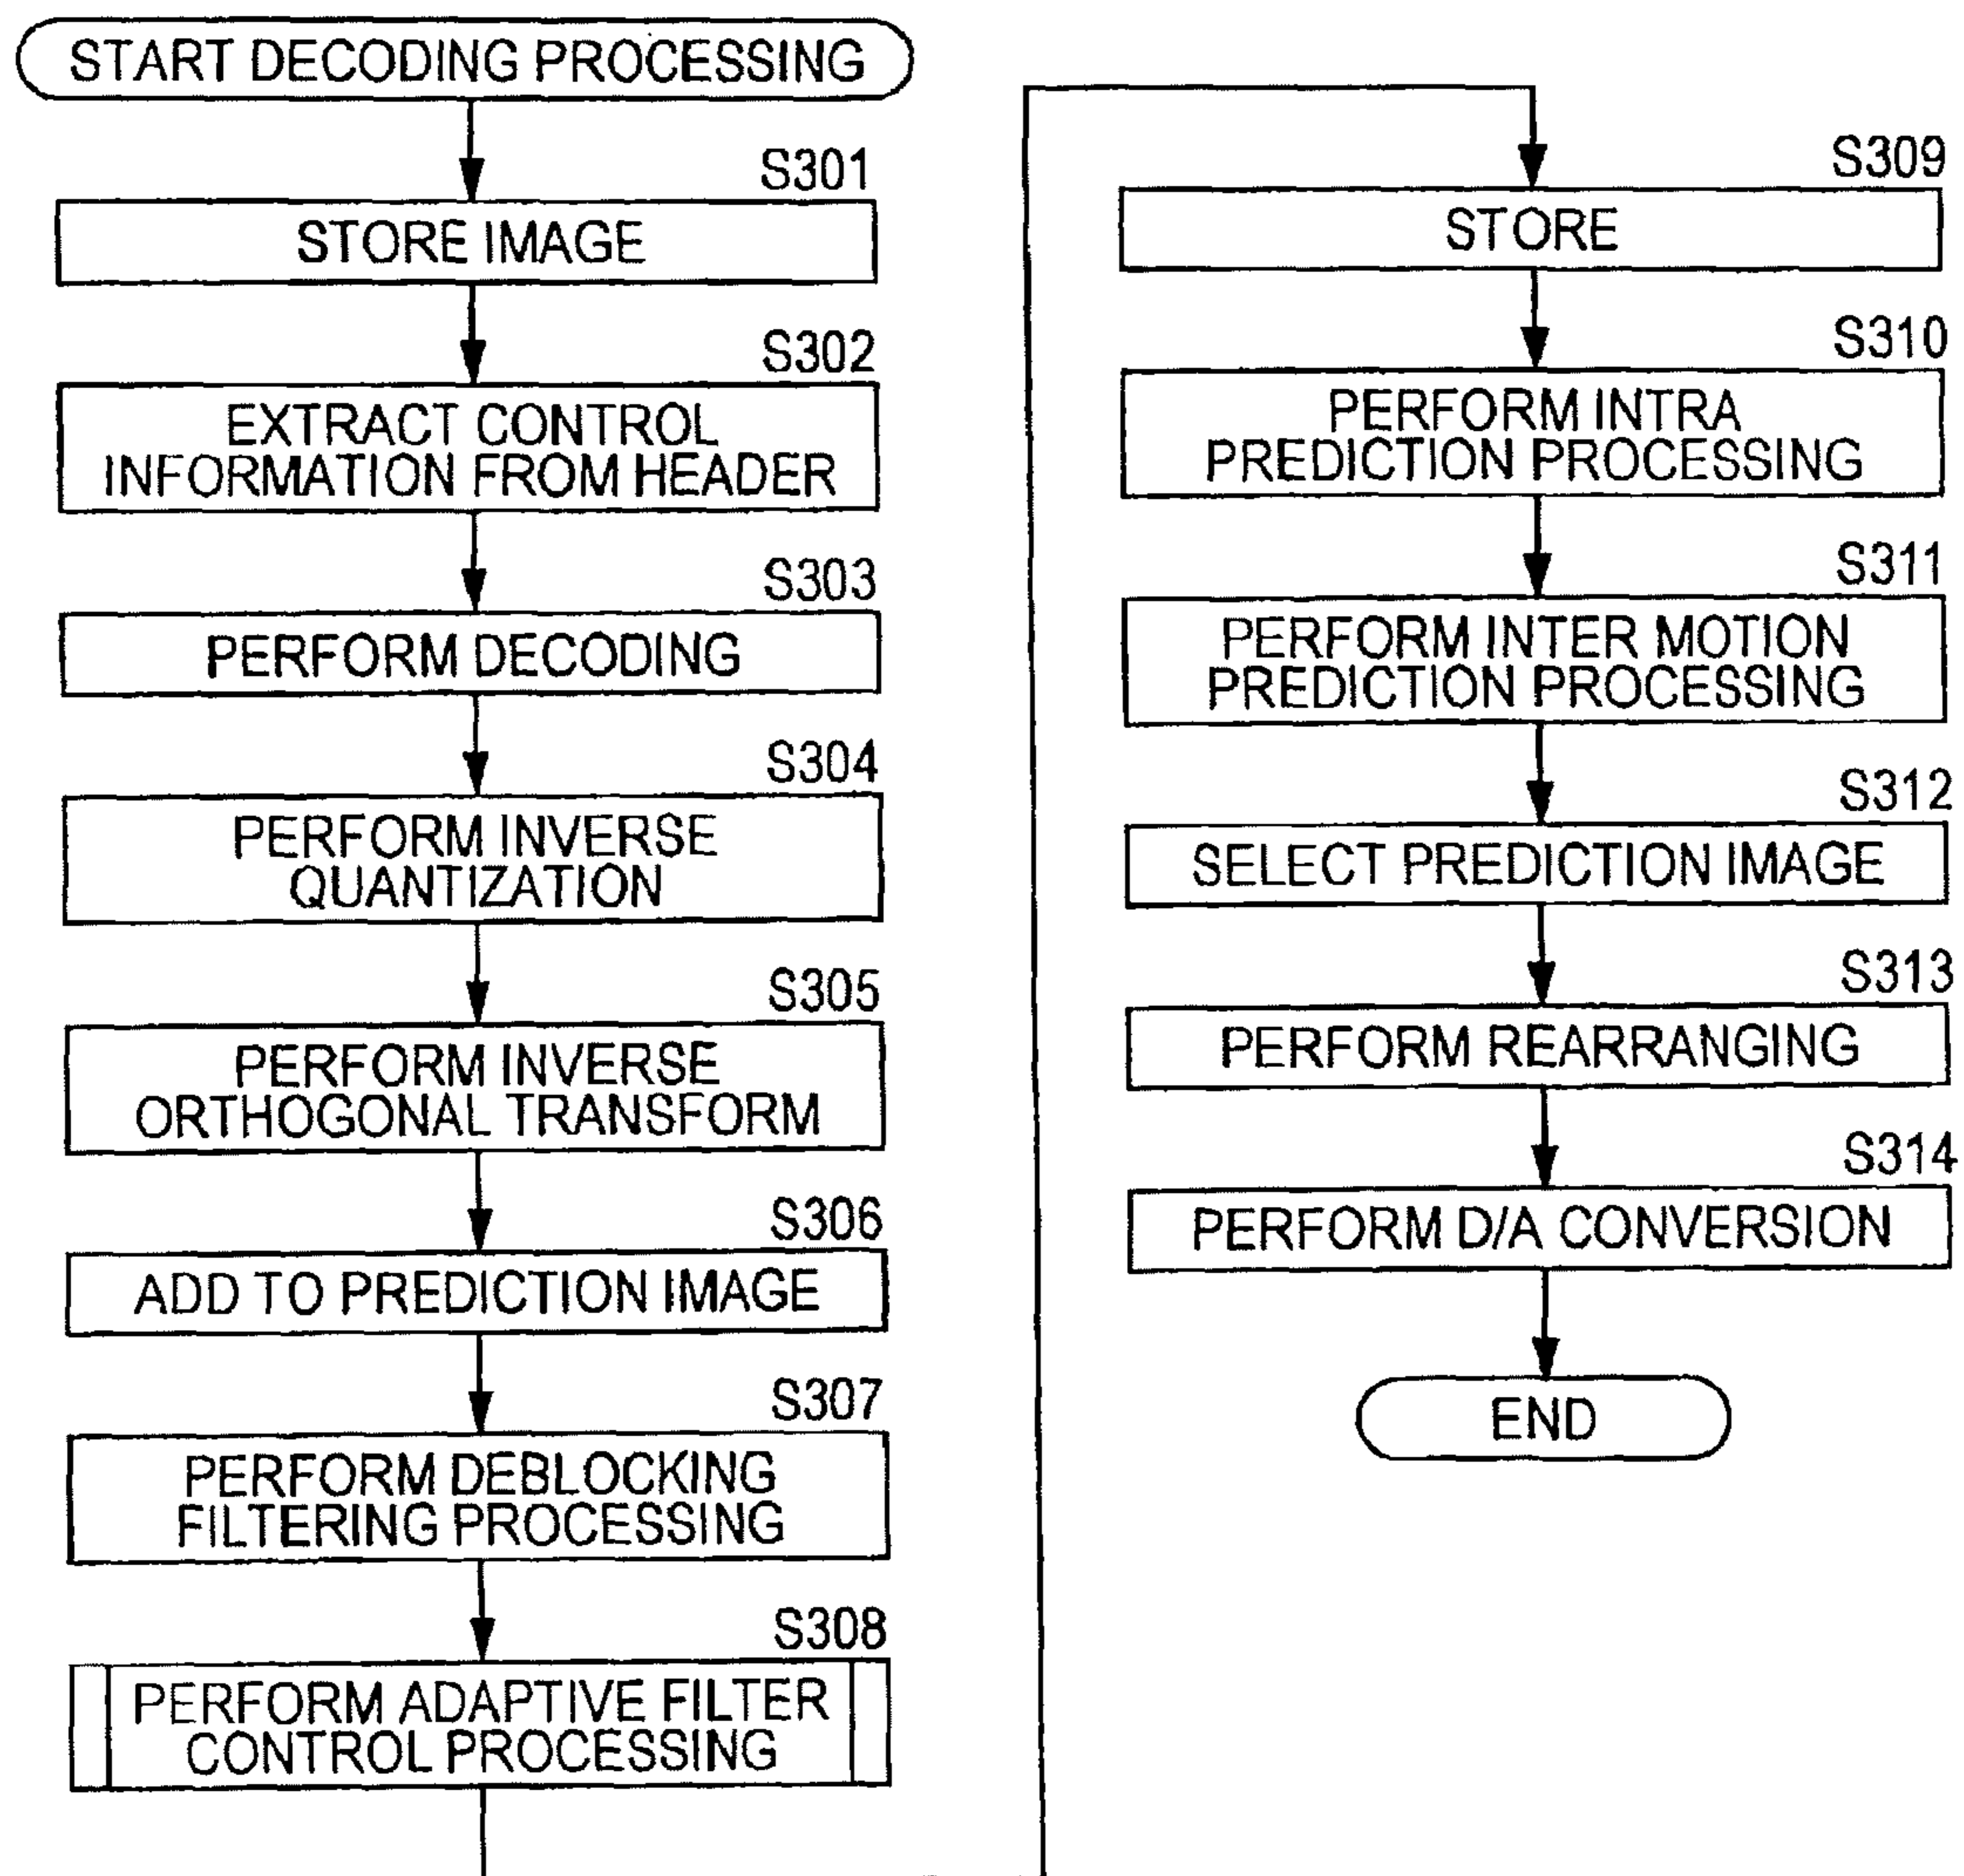 START DECODING PROCESSING
S301
STORE IMAGE
S302
EXTRACT CONTROL
INFORMATION FROM HEADER
S303
PERFORM DECODING
S304
PERFORM INVERSE
QUANTIZATION
S305
PERFORM INVERSE
ORTHOGONAL TRANSFORM
S306
ADD TO PREDICTION IMAGE
S307
PERFORM DEBLOCKING
FILTERING PROCESSING
S308
PERFORM ADAPTIVE FILTER
CONTROL PROCESSING
S309
STORE
S310
PERFORM INTRA
PREDICTION PROCESSING
S311
PERFORM INTER MOTION
PREDICTION PROCESSING
S312
SELECT PREDICTION IMAGE
S313
PERFORM REARRANGING
S314
PERFORM D/A CONVERSION
END